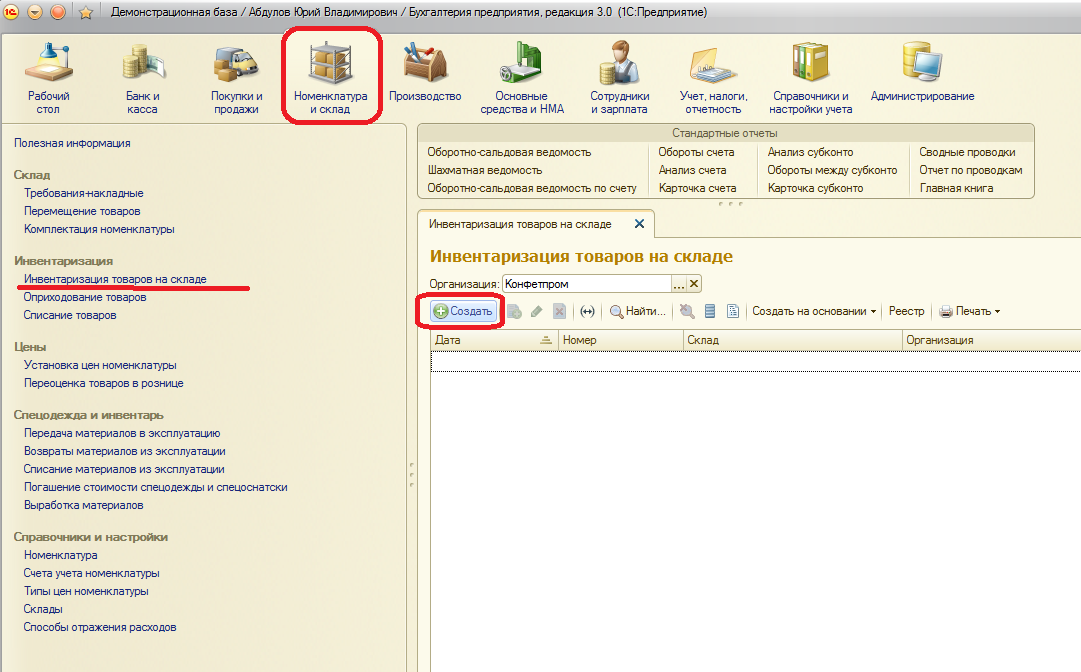 Демонстрационная база / Абдулов Юрий Владимирович / Бухгалтерия предприятия, редакция 3.0 (1С:Предприятие)
Рабочий
стол
Банк и
касса
Покупки и
продажи
Номенклатура
и склад
Производство
Основные
средства и НМА
Сотрудники
и зарплата
Учет, налоги,
отчетность
Справочники и
настройки учета
Администрирование
Полезная информация
Склад
Требования-накладные
Перемещение товаров
Комплектация номенклатуры
Инвентаризация
Инвентаризация товаров на складе
Оприходование товаров
Списание товаров
Цены
Установка цен номенклатуры
Переоценка товаров в рознице
Спецодежда и инвентарь
Передача материалов в эксплуатацию
Возвраты материалов из эксплуатации
Списание материалов из эксплуатации
Погашение стоимости спецодежды и спецоснастки
Выработка материалов
Справочники и настройки
Номенклатура
Счета учета номенклатуры
Типы цен номенклатуры
Склады
Способы отражения расходов
Стандартные отчеты
Оборотно-сальдовая ведомость
Шахматная ведомость
Оборотно-сальдовая ведомость по счету
Обороты счета
Анализ счета
Карточка счета
Анализ субконто
Обороты между субконто
Карточка субконто
Сводные проводки
Отчет по проводкам
Главная книга
Инвентаризация товаров на складе
Инвентаризация товаров на складе
Организация: Конфетпром ...
Создать Найти... Создать на основании Реестр Печать
Дата Номер Склад Организация